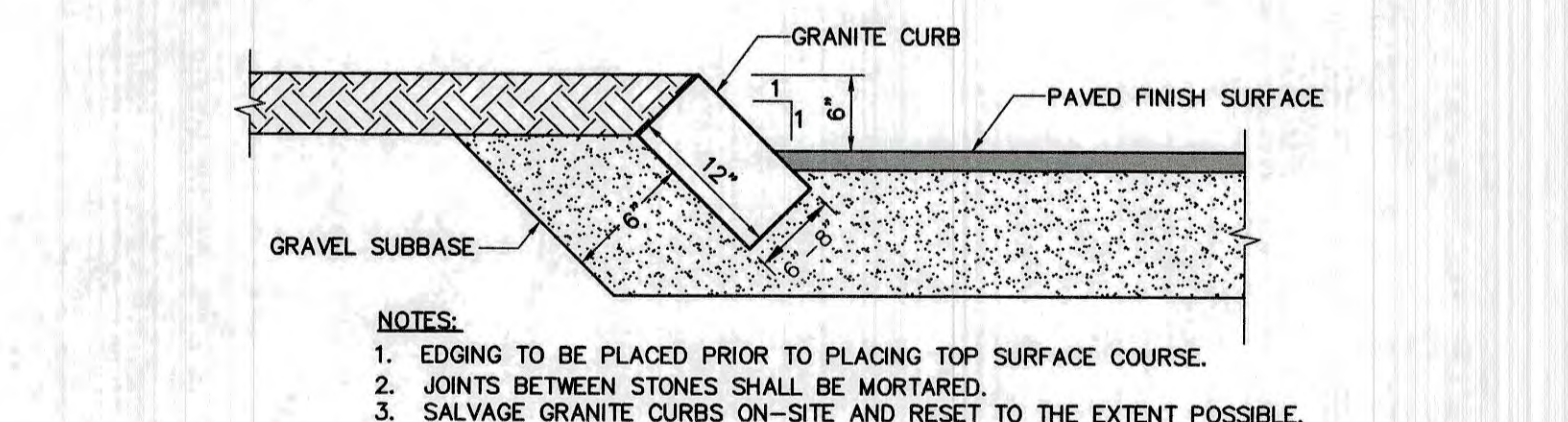 GRANITE CURB
1
1
6"
PAVED FINISH SURFACE
12"
6"
6
8"
GRAVEL SUBBASE
NOTES:
1. EDGING TO BE PLACED PRIOR TO PLACING TOP SURFACE COURSE.
2. JOINTS BETWEEN STONES SHALL BE MORTARED.
3. SALVAGE GRANITE CURBS ON-SITE AND RESET TO THE EXTENT POSSIBLE.